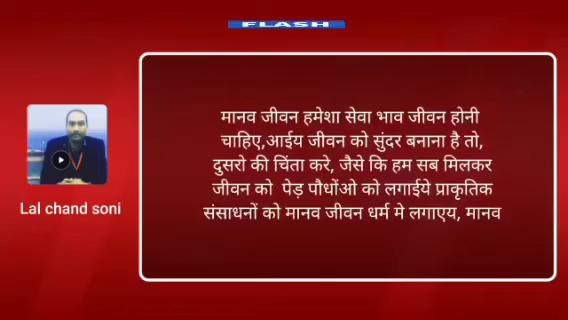 FLASH
मानव जीवन हमेशा सेवा भाव जीवन होनी
चाहिए,आईय जीवन को सुंदर बनाना है तो,
दुसरो की चिंता करे, जैसे कि हम सब मिलकर
जीवन को पेड़ पौधोंओ को लगाईये प्राकृतिक
संसाधनों को मानव जीवन धर्म मे लगाएय, मानव
Lal chand soni